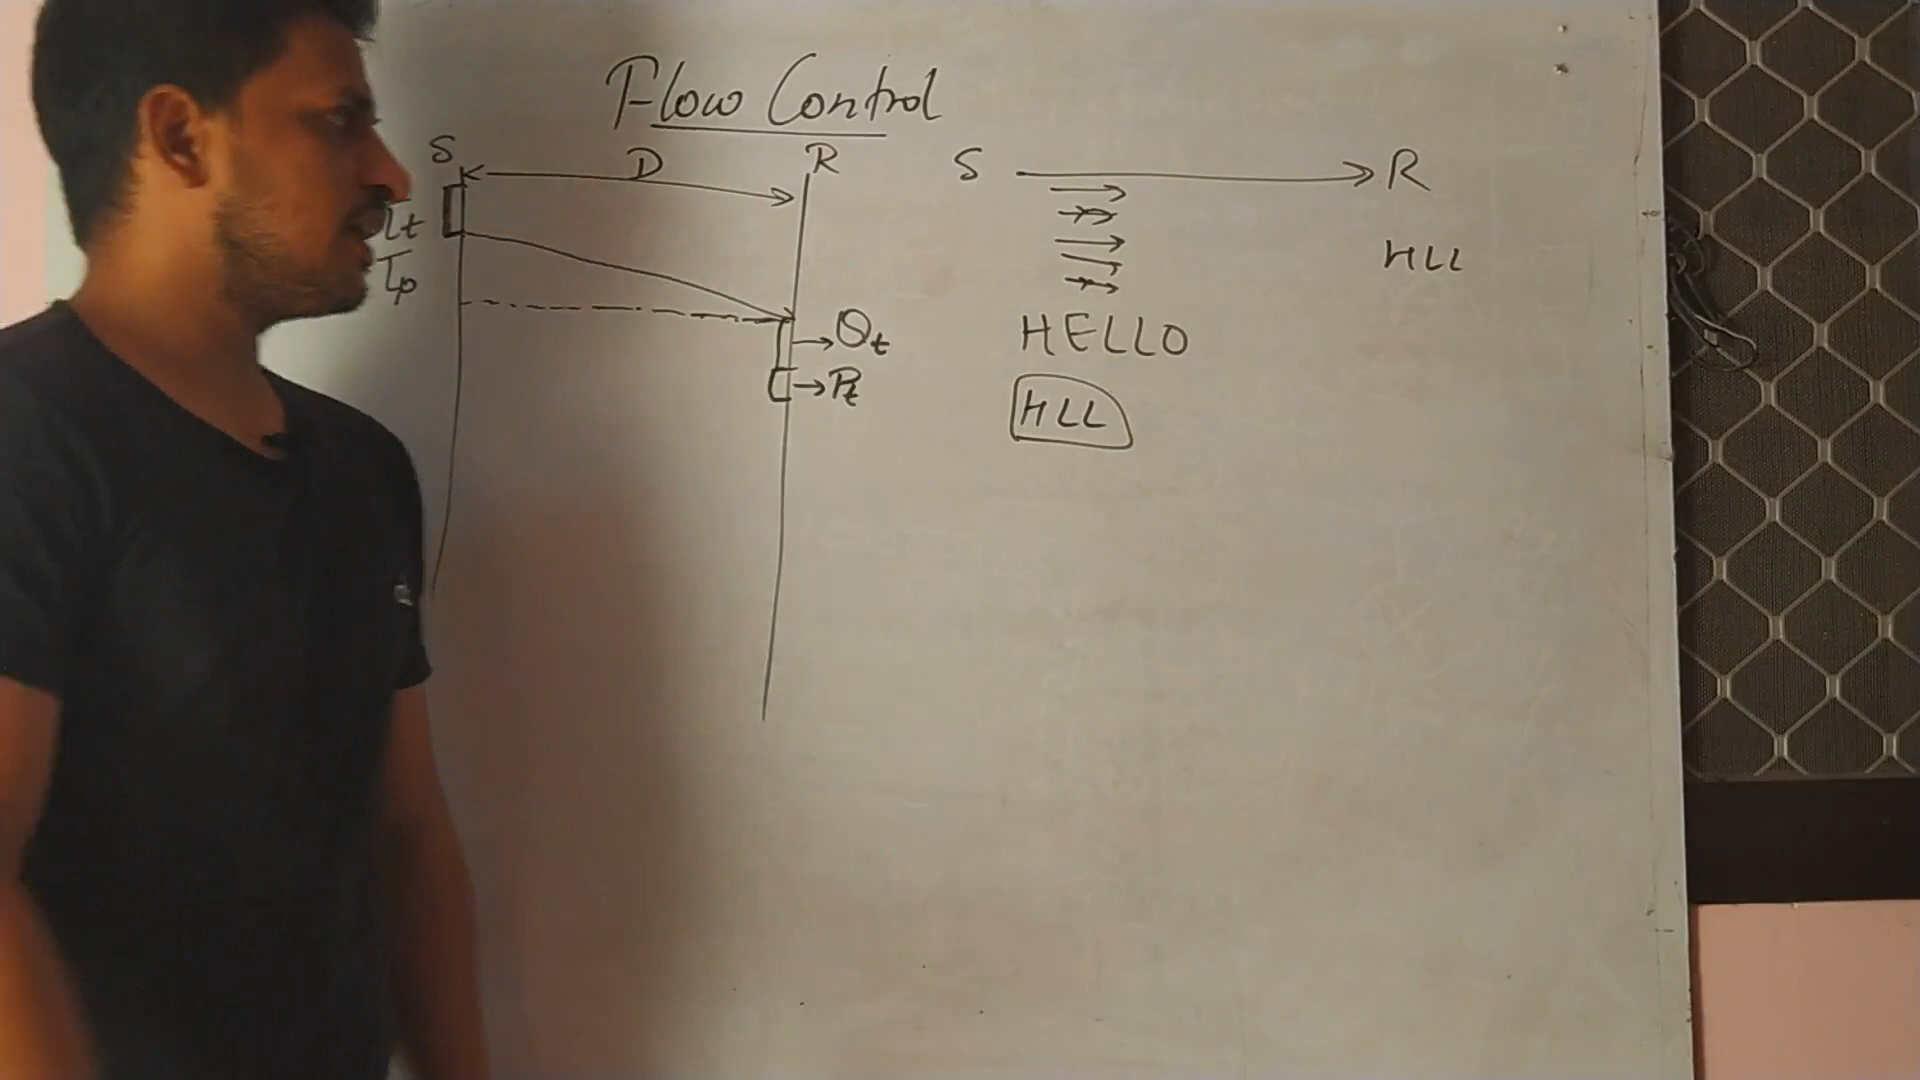 Flow Control
S D R
Tt
Tp
Qt
Pt
S R
HLL
HELLO
HLL